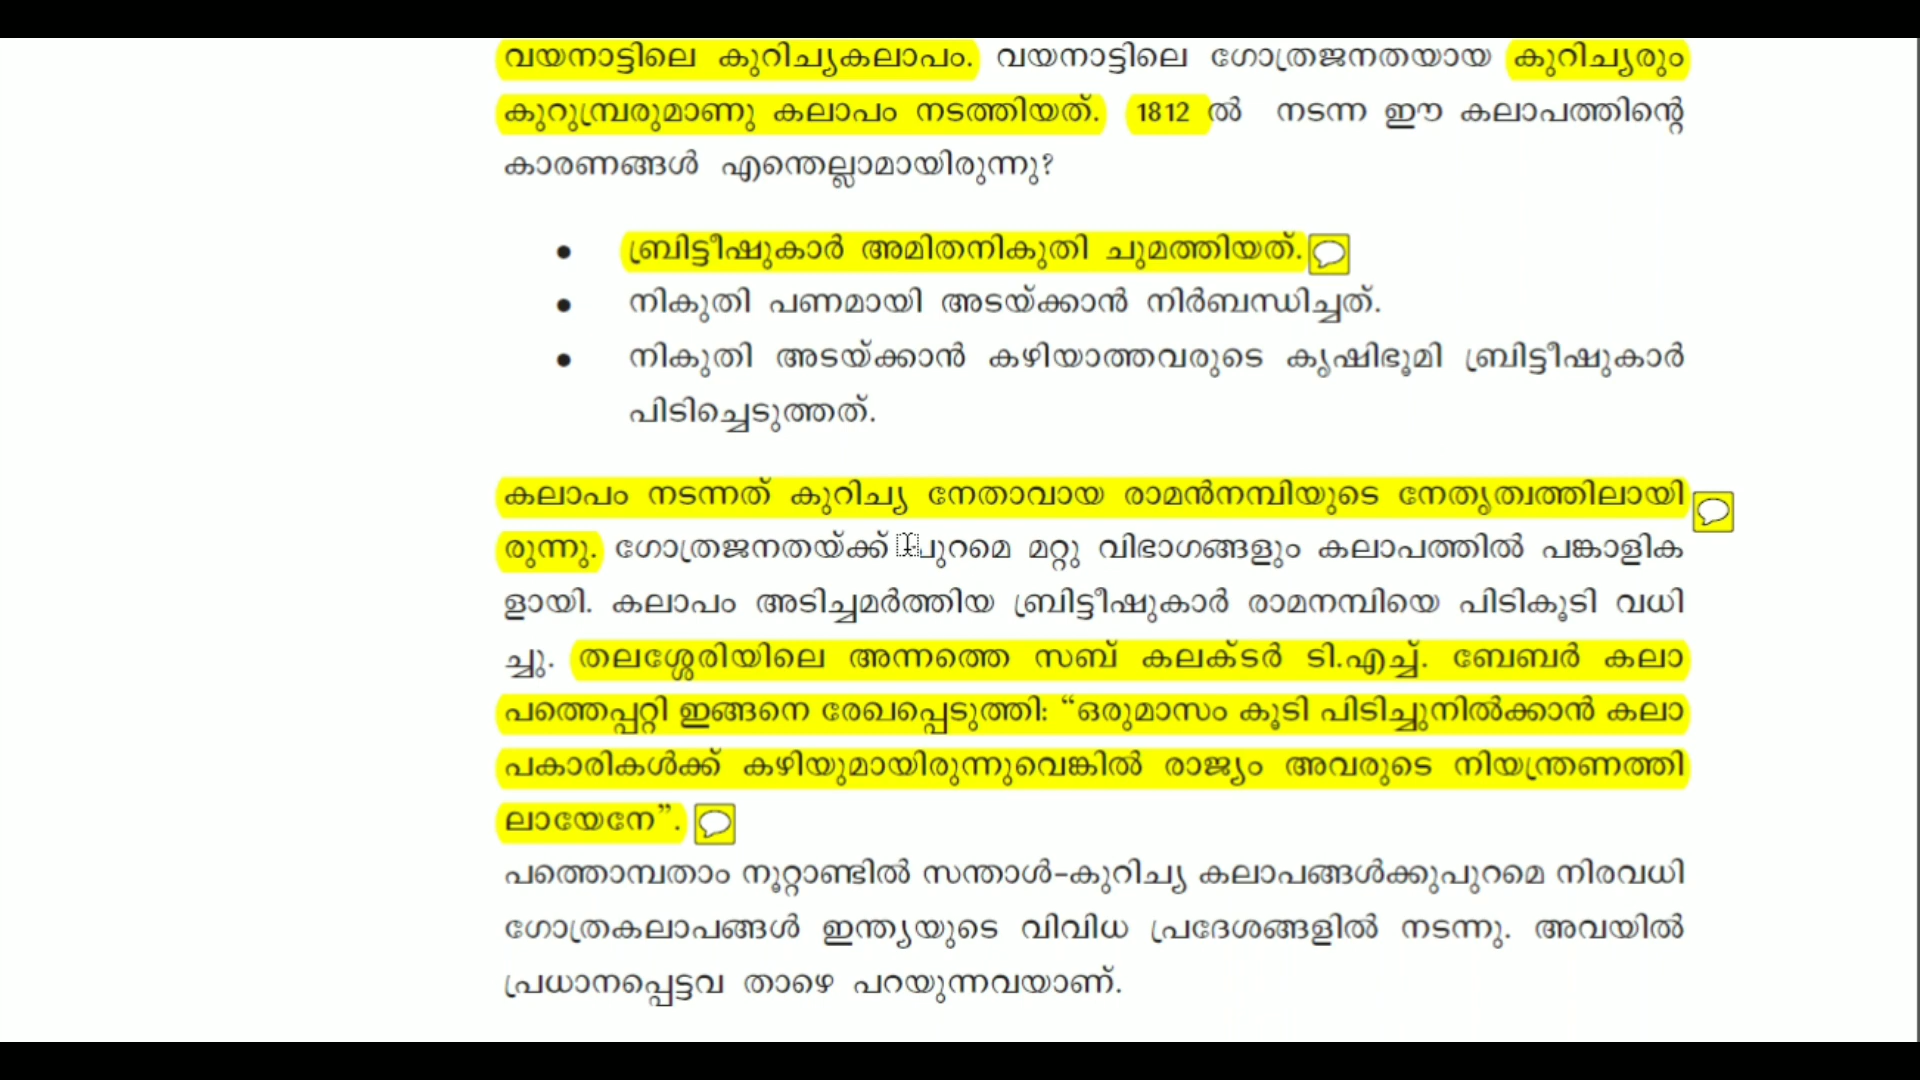 വയനാട്ടിലെ കുറിച്യകലാപം. വയനാട്ടിലെ ഗോത്രജനതയായ കുറിച്യരും
കുറുമ്പ്രരുമാണു കലാപം നടത്തിയത്. 1812 ൽ നടന്ന ഈ കലാപത്തിന്റെ
കാരണങ്ങൾ എന്തെല്ലാമായിരുന്നു?
● ബ്രിട്ടീഷുകാർ അമിതനികുതി ചുമത്തിയത്.
● നികുതി പണമായി അടയ്ക്കാൻ നിർബന്ധിച്ചത്.
● നികുതി അടയ്ക്കാൻ കഴിയാത്തവരുടെ കൃഷിഭൂമി ബ്രിട്ടീഷുകാർ
പിടിച്ചെടുത്തത്.
കലാപം നടന്നത് കുറിച്യ നേതാവായ രാമൻനമ്പിയുടെ നേതൃത്വത്തിലായി
രുന്നു. ഗോത്രജനതയ്ക്ക് പുറമെ മറ്റു വിഭാഗങ്ങളും കലാപത്തിൽ പങ്കാളിക
ളായി. കലാപം അടിച്ചമർത്തിയ ബ്രിട്ടീഷുകാർ രാമനമ്പിയെ പിടികൂടി വധി
ച്ചു. തലശ്ശേരിയിലെ അന്നത്തെ സബ് കലക്ടർ ടി.എച്ച്. ബേബർ കലാ
പത്തെപ്പറ്റി ഇങ്ങനെ രേഖപ്പെടുത്തി: “ഒരുമാസം കൂടി പിടിച്ചുനിൽക്കാൻ കലാ
പകാരികൾക്ക് കഴിയുമായിരുന്നുവെങ്കിൽ രാജ്യം അവരുടെ നിയന്ത്രണത്തി
ലായേനേ”.
പത്തൊമ്പതാം നൂറ്റാണ്ടിൽ സന്താൾ-കുറിച്യ കലാപങ്ങൾക്കുപുറമെ നിരവധി
ഗോത്രകലാപങ്ങൾ ഇന്ത്യയുടെ വിവിധ പ്രദേശങ്ങളിൽ നടന്നു. അവയിൽ
പ്രധാനപ്പെട്ടവ താഴെ പറയുന്നവയാണ്.